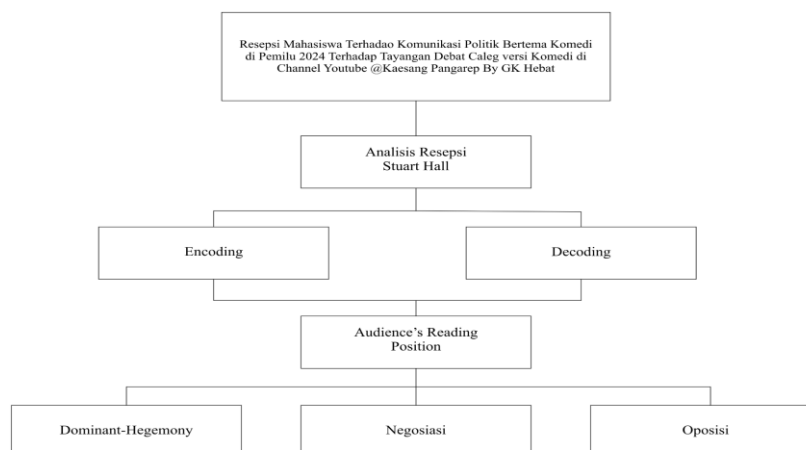 Resepsi Mahasiswa Terhadao Komunikasi Politik Bertema Komedi
di Pemilu 2024 Terhadap Tayangan Debat Caleg versi Komedi di
Channel Youtube @Kaesang Pangarep By GK Hebat
Analisis Resepsi
Stuart Hall
Encoding
Decoding
Audience’s Reading
Position
Dominant-Hegemony
Negosiasi
Oposisi